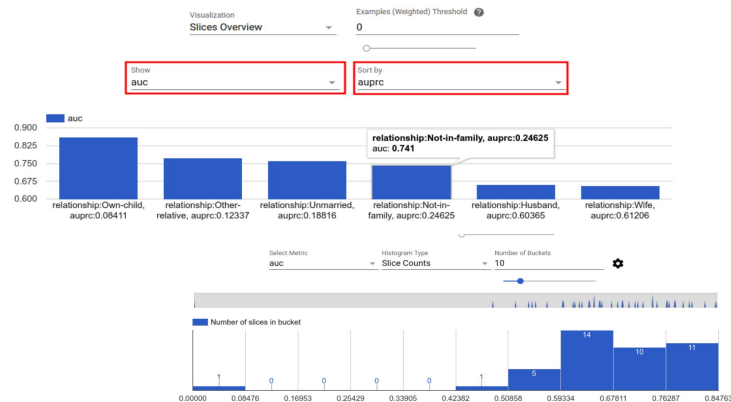 Visualization
Slices Overview
Examples (Weighted) Threshold ?
0
Show
auc
Sort by
auprc
auc
0.900
0.825
0.750
0.675
0.600
relationship:Not-in-family, auprc:0.24625
auc: 0.741
relationship:Own-child,
auprc:0.08411
relationship:Other-
relative, auprc:0.12337
relationship:Unmarried,
auprc:0.18816
relationship:Not-in-
family, auprc:0.24625
relationship:Husband,
auprc:0.60365
relationship:Wife,
auprc:0.61206
Select Metric
auc
Histogram Type
Slice Counts
Number of Buckets
10
Number of slices in bucket
1
0
0
0
0
1
5
14
10
11
0.00000 0.08476 0.16953 0.25429 0.33905 0.42382 0.50858 0.59334 0.67811 0.76287 0.84763